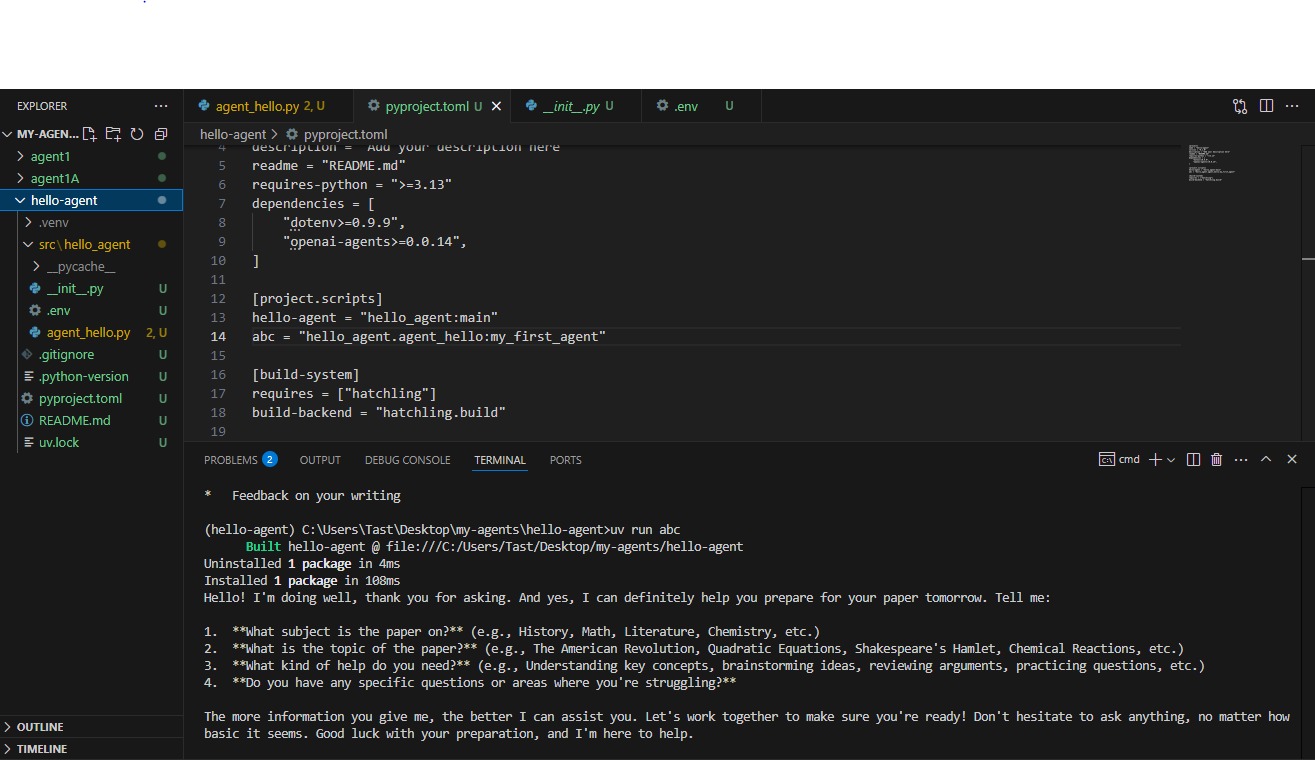 EXPLORER
MY-AGEN...
agent1
agent1A
hello-agent
.venv
src\hello_agent
__pycache__
__init__.py U
.env U
agent_hello.py 2, U
.gitignore U
.python-version U
pyproject.toml U
README.md U
uv.lock U
OUTLINE
TIMELINE
agent_hello.py 2, U pyproject.toml U __init__.py U .env U
hello-agent > pyproject.toml
4 description = "Add your description here"
5 readme = "README.md"
6 requires-python = ">=3.13"
7 dependencies = [
8 "dotenv>=0.9.9",
9 "openai-agents>=0.0.14",
10 ]
11
12 [project.scripts]
13 hello-agent = "hello_agent:main"
14 abc = "hello_agent.agent_hello:my_first_agent"
15
16 [build-system]
17 requires = ["hatchling"]
18 build-backend = "hatchling.build"
19
PROBLEMS 2 OUTPUT DEBUG CONSOLE TERMINAL PORTS cmd
* Feedback on your writing
(hello-agent) C:\Users\Tast\Desktop\my-agents\hello-agent>uv run abc
Built hello-agent @ file:///C:/Users/Tast/Desktop/my-agents/hello-agent
Uninstalled 1 package in 4ms
Installed 1 package in 108ms
Hello! I'm doing well, thank you for asking. And yes, I can definitely help you prepare for your paper tomorrow. Tell me:
1. **What subject is the paper on?** (e.g., History, Math, Literature, Chemistry, etc.)
2. **What is the topic of the paper?** (e.g., The American Revolution, Quadratic Equations, Shakespeare's Hamlet, Chemical Reactions, etc.)
3. **What kind of help do you need?** (e.g., Understanding key concepts, brainstorming ideas, reviewing arguments, practicing questions, etc.)
4. **Do you have any specific questions or areas where you're struggling?**
The more information you give me, the better I can assist you. Let's work together to make sure you're ready! Don't hesitate to ask anything, no matter how
basic it seems. Good luck with your preparation, and I'm here to help.